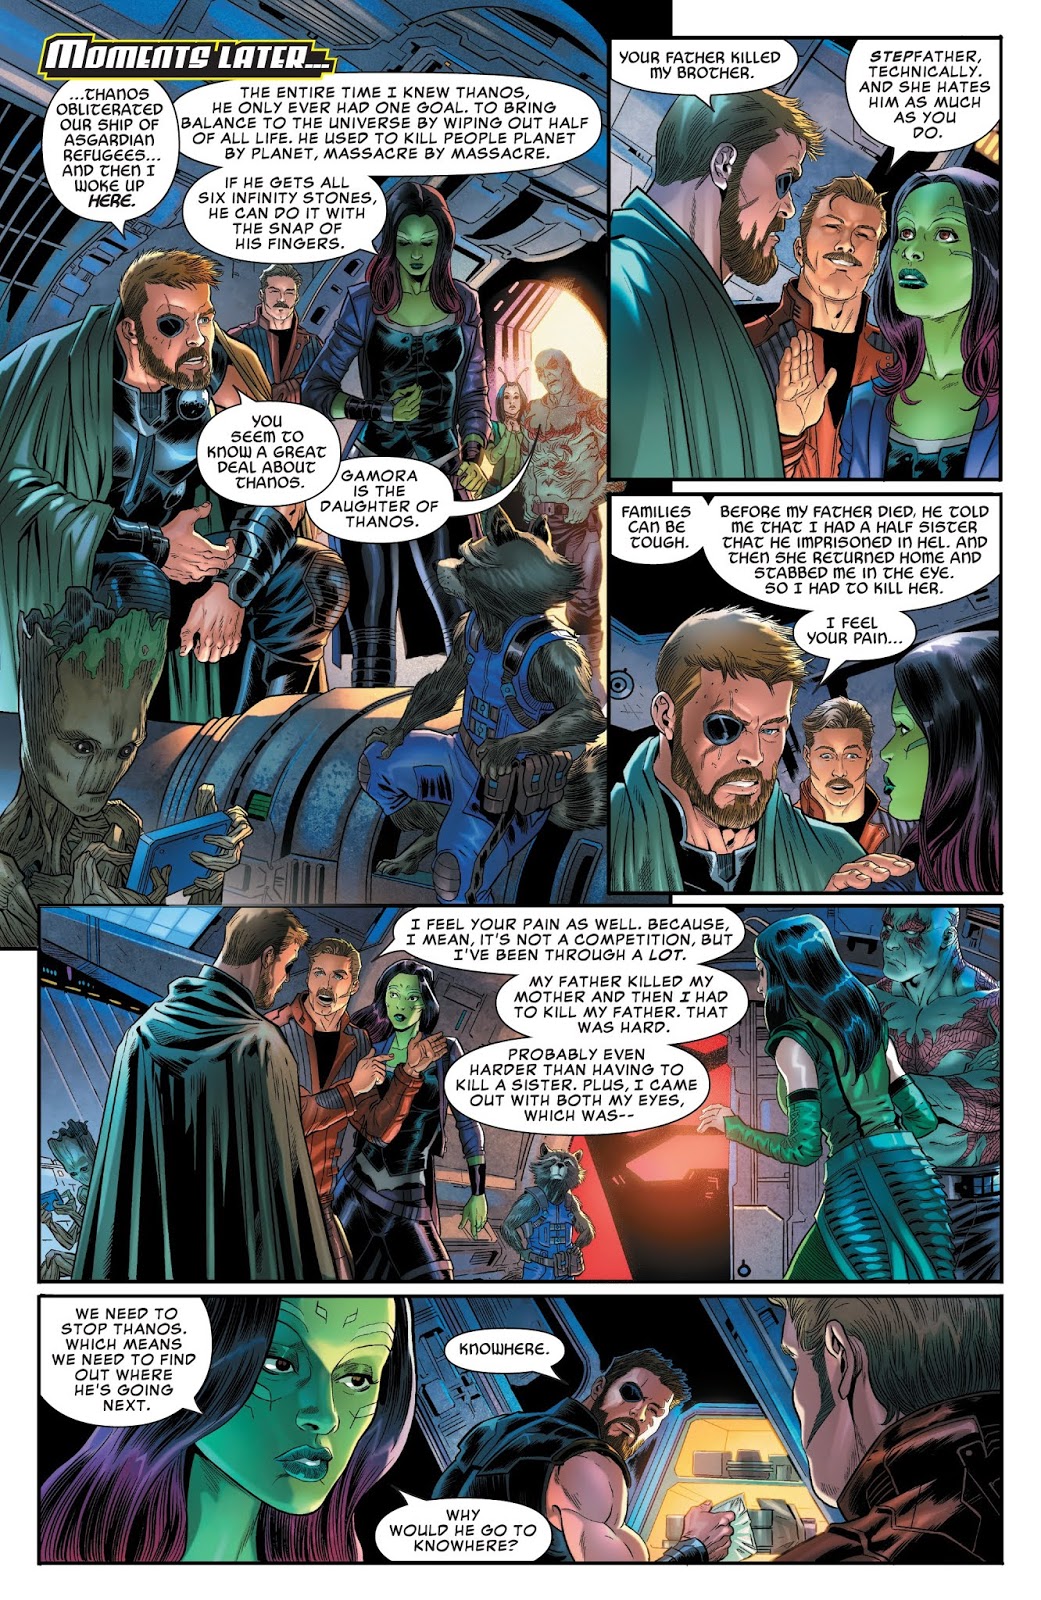 MOMENTS LATER...
...THANOS
OBLITERATED
OUR SHIP OF
ASGARDIAN
REFUGEES...
AND THEN I
WOKE UP
HERE.
THE ENTIRE TIME I KNEW THANOS,
HE ONLY EVER HAD ONE GOAL. TO BRING
BALANCE TO THE UNIVERSE BY WIPING OUT HALF
OF ALL LIFE. HE USED TO KILL PEOPLE PLANET
BY PLANET, MASSACRE BY MASSACRE.
IF HE GETS ALL
SIX INFINITY STONES,
HE CAN DO IT WITH
THE SNAP OF
HIS FINGERS.
YOU
SEEM TO
KNOW A GREAT
DEAL ABOUT
THANOS.
GAMORA
IS THE
DAUGHTER OF
THANOS.
YOUR FATHER KILLED
MY BROTHER.
STEPFATHER,
TECHNICALLY.
AND SHE HATES
HIM AS MUCH
AS YOU
DO.
FAMILIES
CAN BE
TOUGH.
BEFORE MY FATHER DIED, HE TOLD
ME THAT I HAD A HALF SISTER
THAT HE IMPRISONED IN HEL. AND
THEN SHE RETURNED HOME AND
STABBED ME IN THE EYE.
SO I HAD TO KILL HER.
I FEEL
YOUR PAIN...
I FEEL YOUR PAIN AS WELL. BECAUSE,
I MEAN, IT'S NOT A COMPETITION, BUT
I'VE BEEN THROUGH A LOT.
MY FATHER KILLED MY
MOTHER AND THEN I HAD
TO KILL MY FATHER. THAT
WAS HARD.
PROBABLY EVEN
HARDER THAN HAVING TO
KILL A SISTER. PLUS, I CAME
OUT WITH BOTH MY EYES,
WHICH WAS--
WE NEED TO
STOP THANOS.
WHICH MEANS
WE NEED TO FIND
OUT WHERE
HE'S GOING
NEXT.
KNOWHERE.
WHY
WOULD HE GO TO
KNOWHERE?